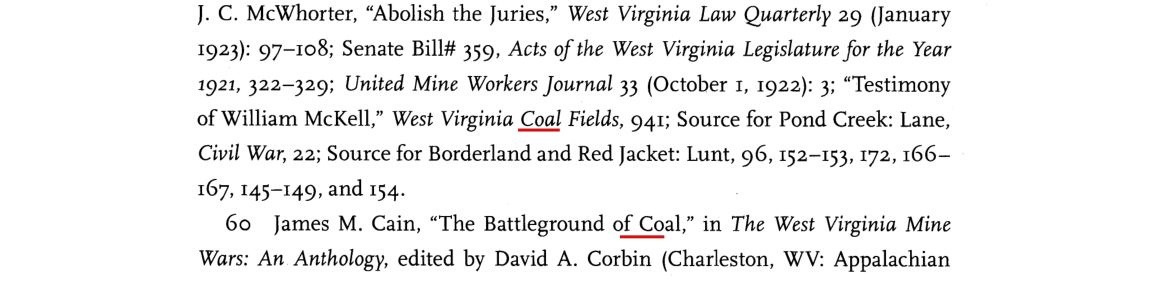 J. C. McWhorter, “Abolish the Juries,” West Virginia Law Quarterly 29 (January
1923): 97–108; Senate Bill# 359, Acts of the West Virginia Legislature for the Year
1921, 322–329; United Mine Workers Journal 33 (October 1, 1922): 3; “Testimony
of William McKell,” West Virginia Coal Fields, 941; Source for Pond Creek: Lane,
Civil War, 22; Source for Borderland and Red Jacket: Lunt, 96, 152–153, 172, 166–
167, 145–149, and 154.
60 James M. Cain, “The Battleground of Coal,” in The West Virginia Mine
Wars: An Anthology, edited by David A. Corbin (Charleston, WV: Appalachian